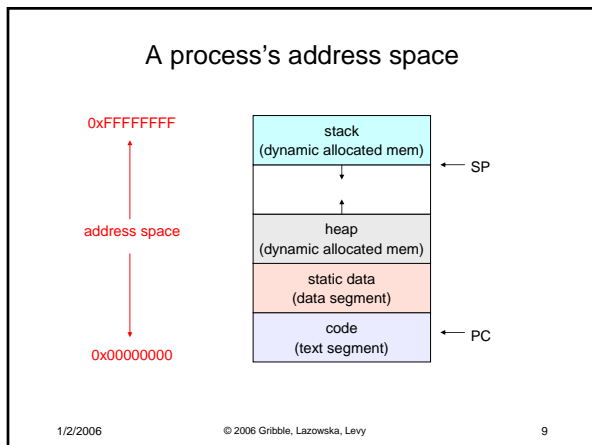 A process's address space
0xFFFFFFFF
stack
(dynamic allocated mem)
SP
address space
heap
(dynamic allocated mem)
static data
(data segment)
code
(text segment)
PC
0x00000000
1/2/2006
© 2006 Gribble, Lazowska, Levy
9